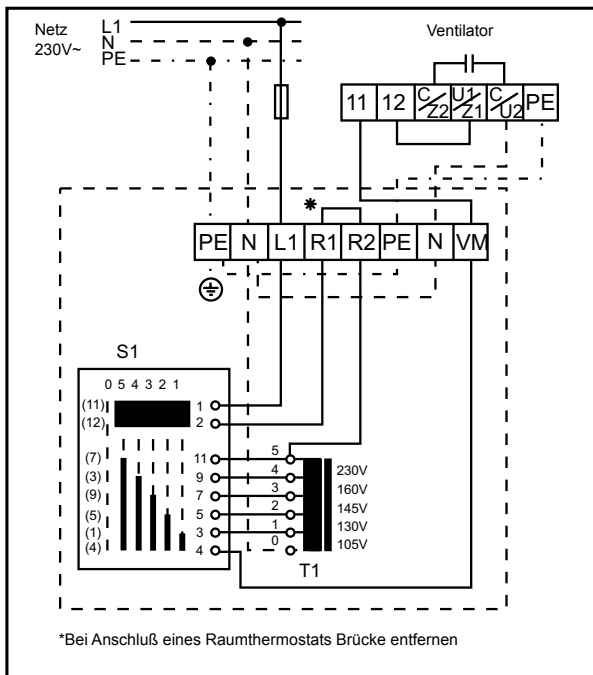 Netz
230V~
L1
N
PE
Ventilator
11 12 C/Z2 U1/Z1 C/U2 PE
*
PE N L1 R1 R2 PE N VM
S1
0 5 4 3 2 1
(11) 1
(12) 2
(7) 11 5
(3) 9 4 230V
(9) 7 3 160V
(5) 5 2 145V
(1) 3 1 130V
(4) 4 0 105V
T1
*Bei Anschluß eines Raumthermostats Brücke entfernen